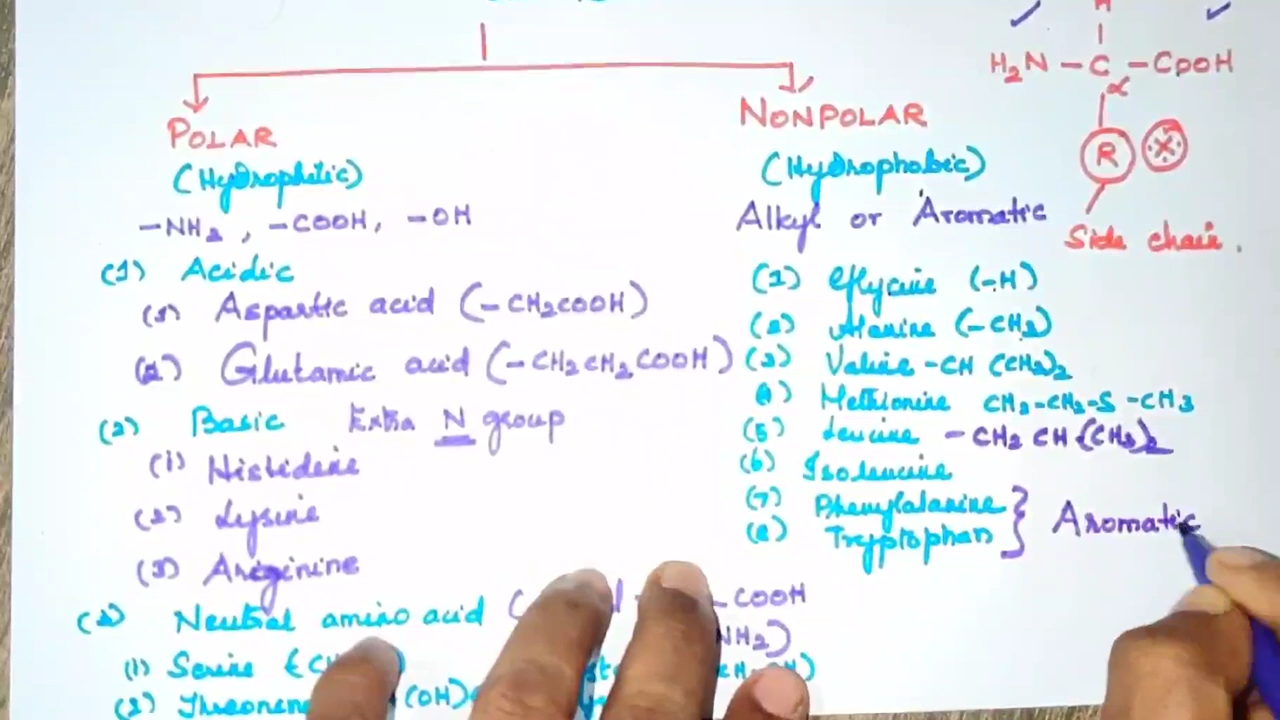 H
H₂N – C – COOH
α
R
Side chain.
POLAR
(Hydrophilic)
–NH₂, –COOH, –OH
(1) Acidic
(1) Aspartic acid (–CH₂COOH)
(2) Glutamic acid (–CH₂CH₂COOH)
(2) Basic Extra N group
(1) Histidine
(2) Lysine
(3) Arginine
(3) Neutral amino acid
(1) Serine
NONPOLAR
(Hydrophobic)
Alkyl or Aromatic
(1) Glycine (–H)
(2) Alanine (–CH₃)
(3) Valine –CH (CH₃)₂
(4) Methionine CH₂–CH₂–S–CH₃
(5) Leucine –CH₂ CH (CH₃)₂
(6) Isoleucine
(7) Phenylalanine
(8) Tryptophan } Aromatic
–COOH
NH₂)